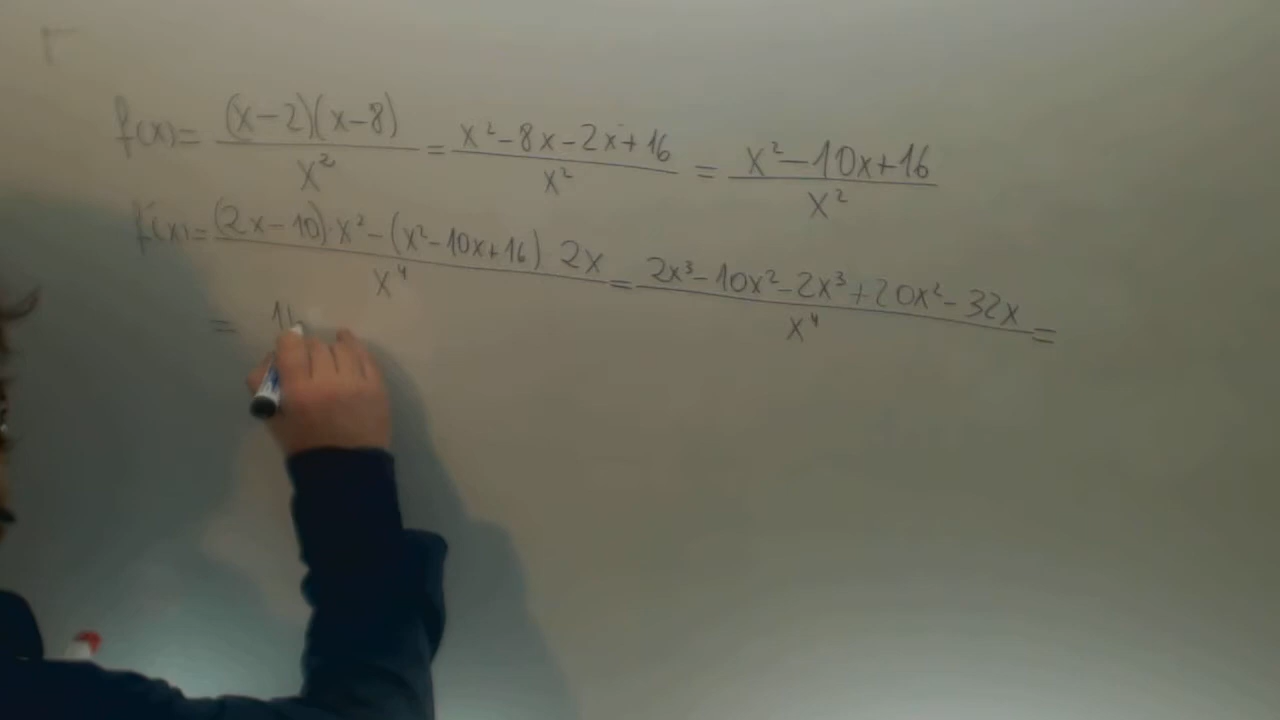 f(x)= (x-2)(x-8)/x² = x²-8x-2x+16/x² = x²-10x+16/x²
f'(x)= (2x-10)·x²-(x²-10x+16) 2x/x⁴ = 2x³-10x²-2x³+20x²-32x/x⁴ =
= 1